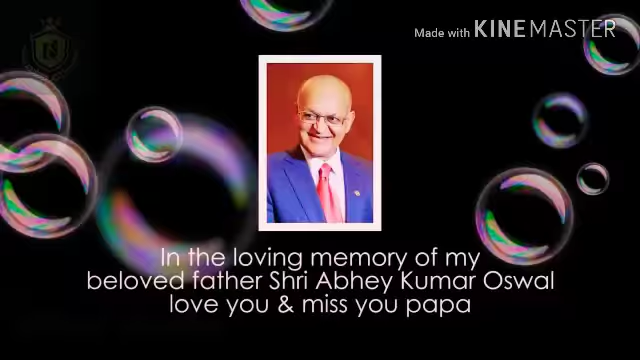 Made with KINEMASTER
In the loving memory of my
beloved father Shri Abhey Kumar Oswal
love you & miss you papa